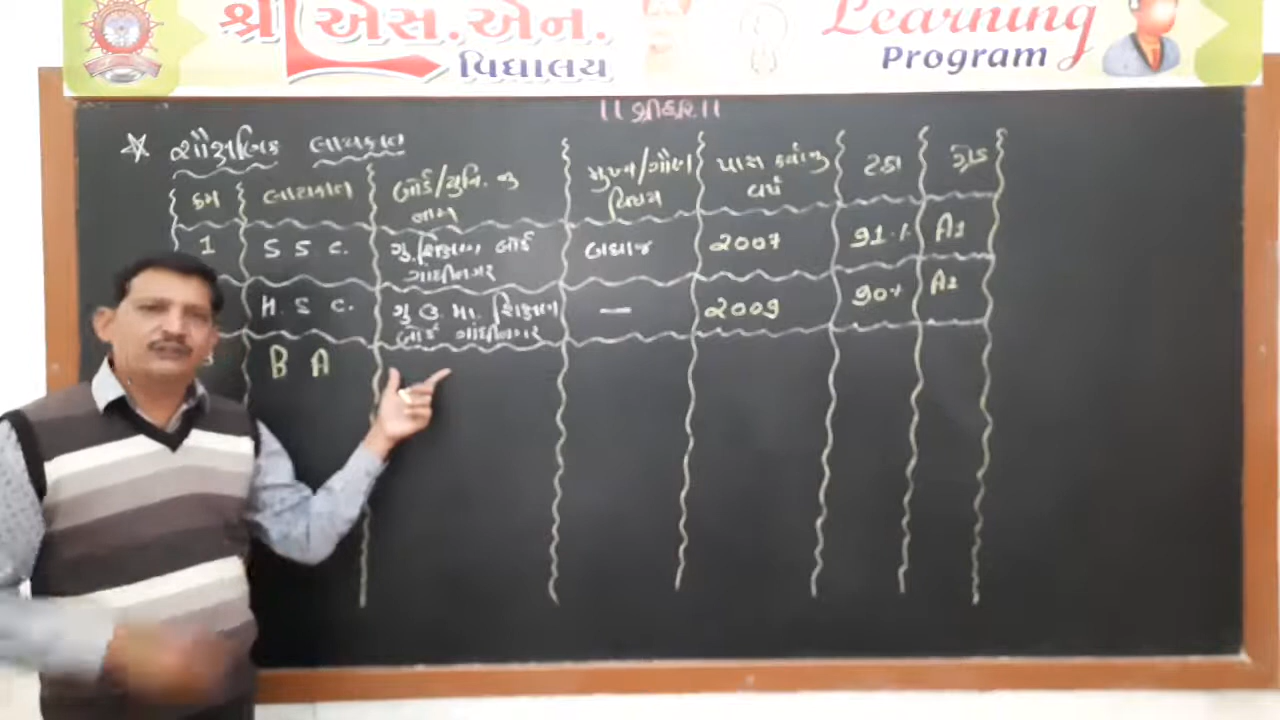 શ્રી એસ.એન.
વિદ્યાલય
Learning
Program
।। શ્રીહરિ ।।
☆ શૈક્ષણિક લાયકાત
ક્રમ લાયકાત બોર્ડ/યુનિ. નુ નામ મુખ્ય/ગૌણ વિષય પાસ કર્યાનુ વર્ષ ટકા ગ્રેડ
1 S S C. ગુ. શિક્ષણ બોર્ડ ગાંધીનગર 2007 91% A1
H. S C. ગુ ઉ. મા. શિક્ષણ બોર્ડ ગાંધીનગર — 2009 90% A2
3 B A